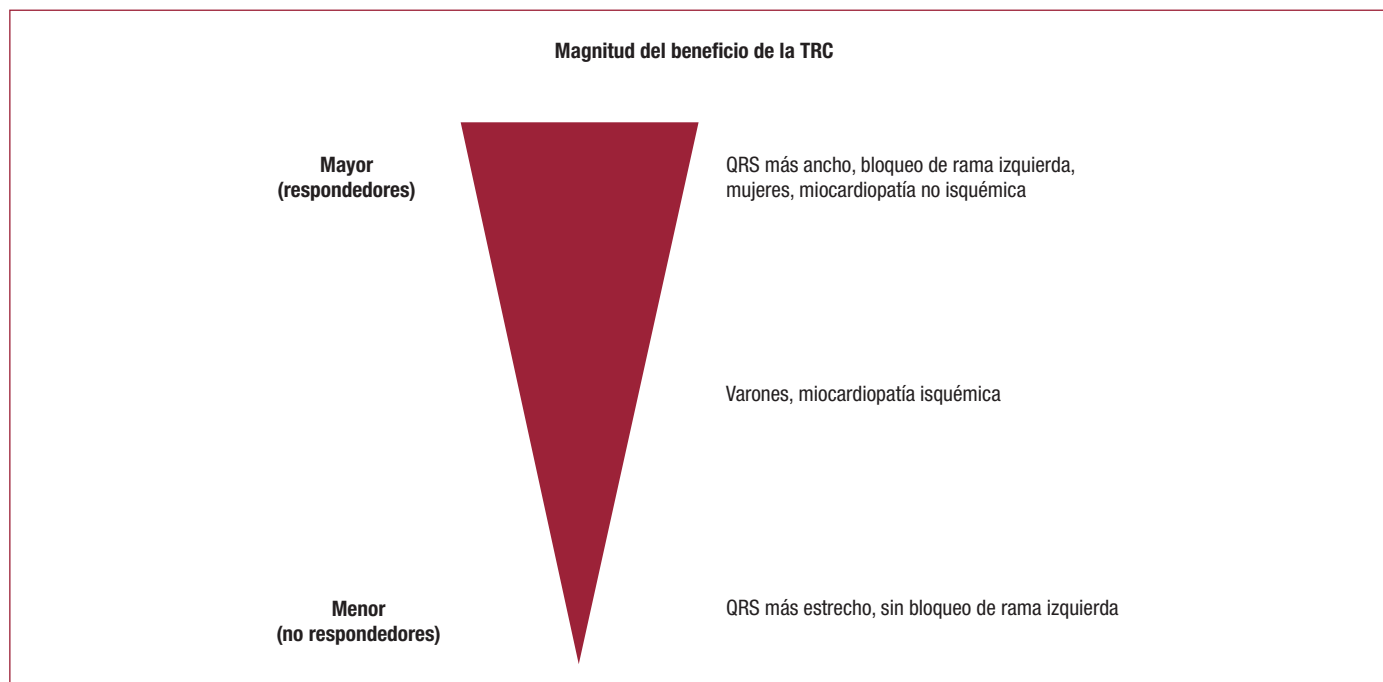 Magnitud del beneficio de la TRC
Mayor
(respondedores)
QRS más ancho, bloqueo de rama izquierda,
mujeres, miocardiopatía no isquémica
Varones, miocardiopatía isquémica
Menor
(no respondedores)
QRS más estrecho, sin bloqueo de rama izquierda